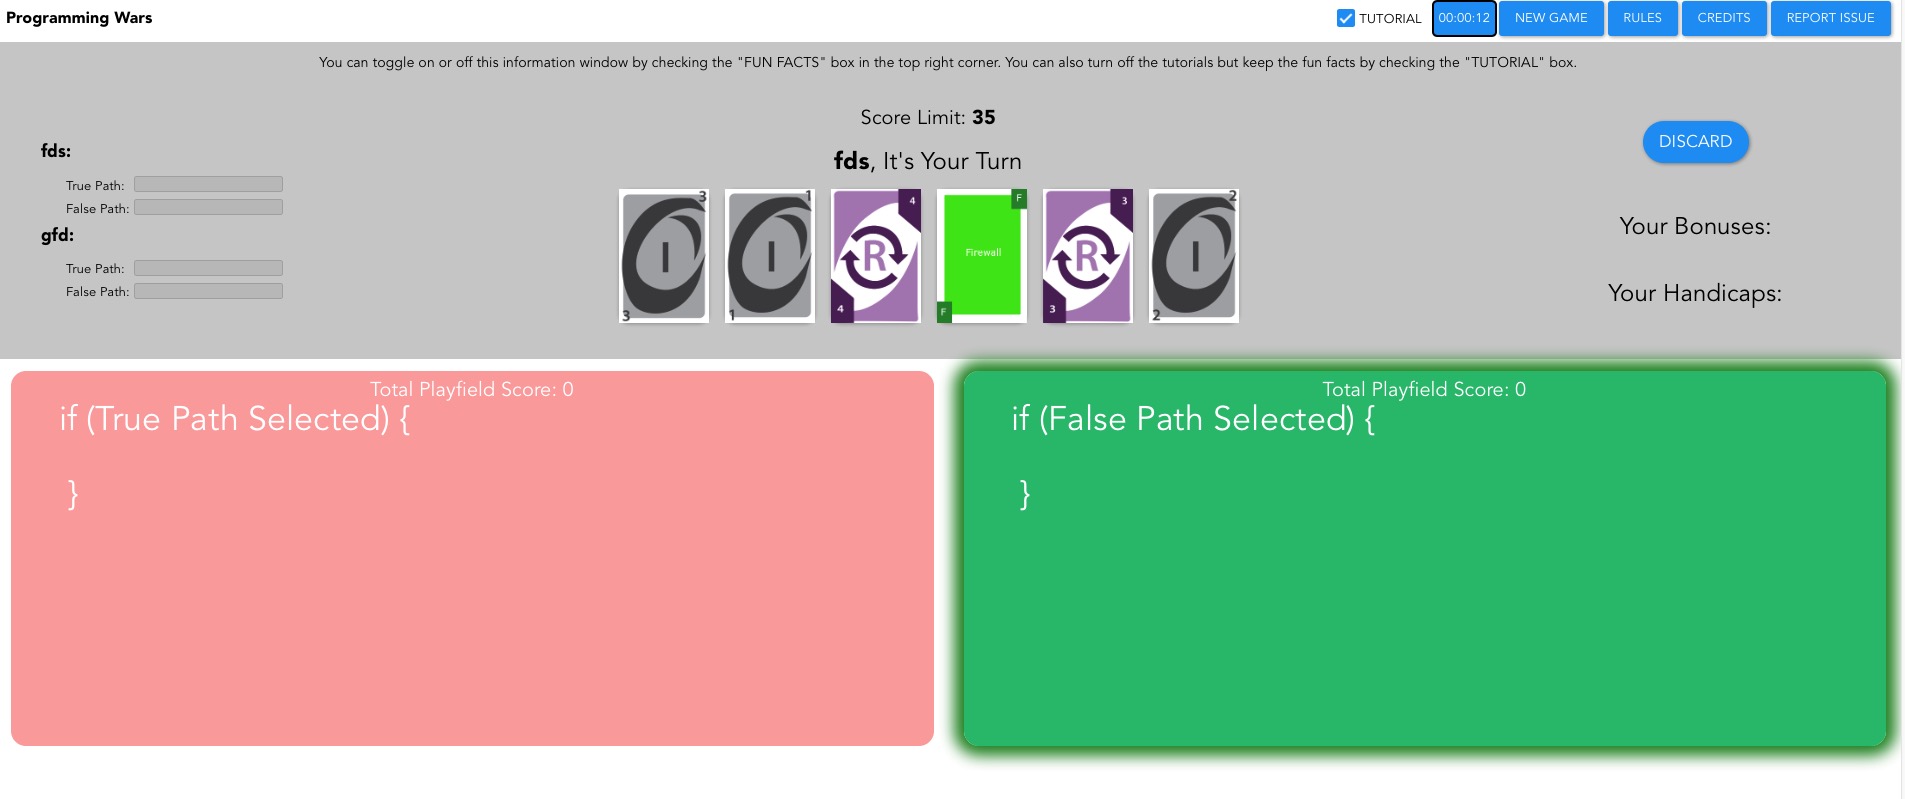 Programming Wars
TUTORIAL
00:00:12
NEW GAME
RULES
CREDITS
REPORT ISSUE
You can toggle on or off this information window by checking the "FUN FACTS" box in the top right corner. You can also turn off the tutorials but keep the fun facts by checking the "TUTORIAL" box.
Score Limit: 35
fds, It's Your Turn
fds:
True Path:
False Path:
gfd:
True Path:
False Path:
3
I
3
1
I
1
4
R
4
F
Firewall
F
3
R
3
2
I
2
DISCARD
Your Bonuses:
Your Handicaps:
Total Playfield Score: 0
if (True Path Selected) {
}
Total Playfield Score: 0
if (False Path Selected) {
}